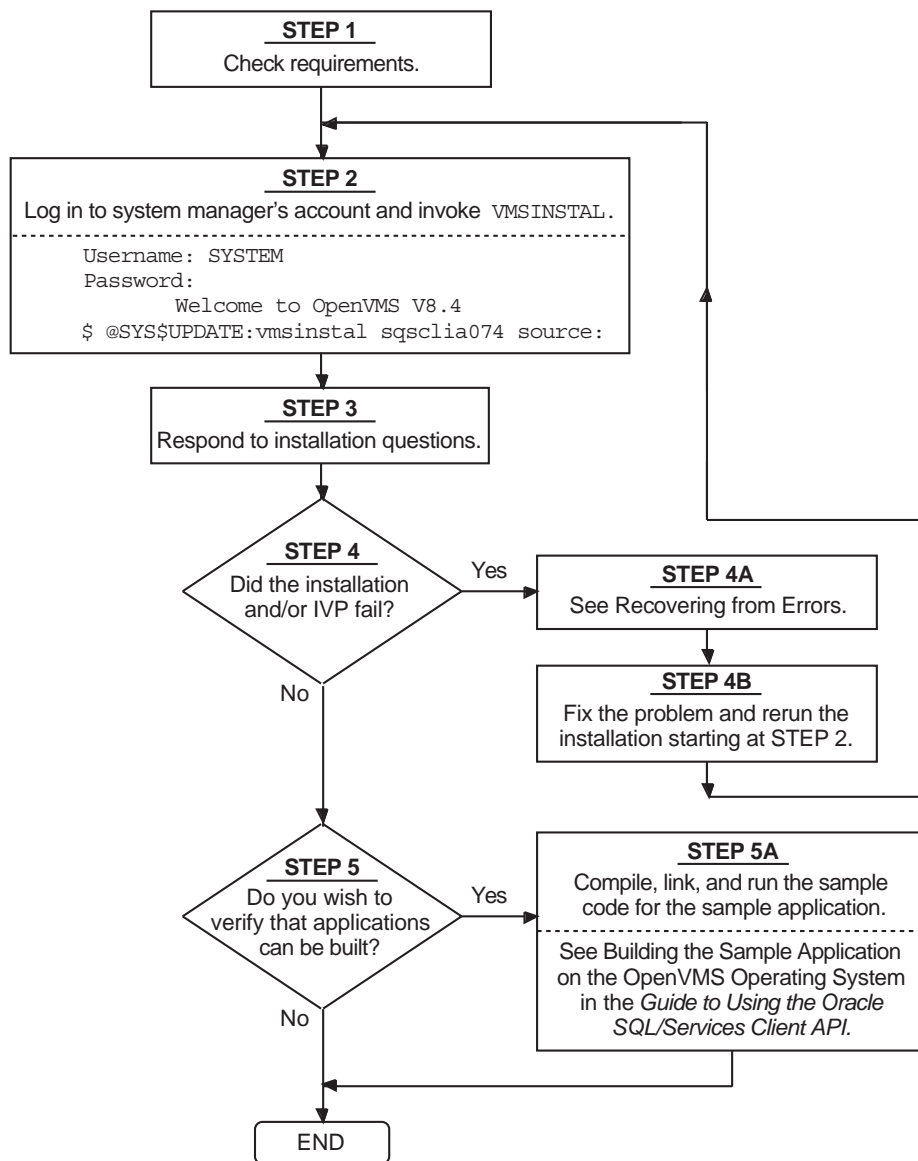 STEP 1
Check requirements.
STEP 2
Log in to system manager's account and invoke VMSINSTAL.
Username: SYSTEM
Password:
Welcome to OpenVMS V8.4
$ @SYS$UPDATE:vmsinstal sqsclia074 source:
STEP 3
Respond to installation questions.
STEP 4
Did the installation
and/or IVP fail?
Yes
No
STEP 4A
See Recovering from Errors.
STEP 4B
Fix the problem and rerun the
installation starting at STEP 2.
STEP 5
Do you wish to
verify that applications
can be built?
Yes
No
STEP 5A
Compile, link, and run the sample
code for the sample application.
See Building the Sample Application
on the OpenVMS Operating System
in the Guide to Using the Oracle
SQL/Services Client API.
END